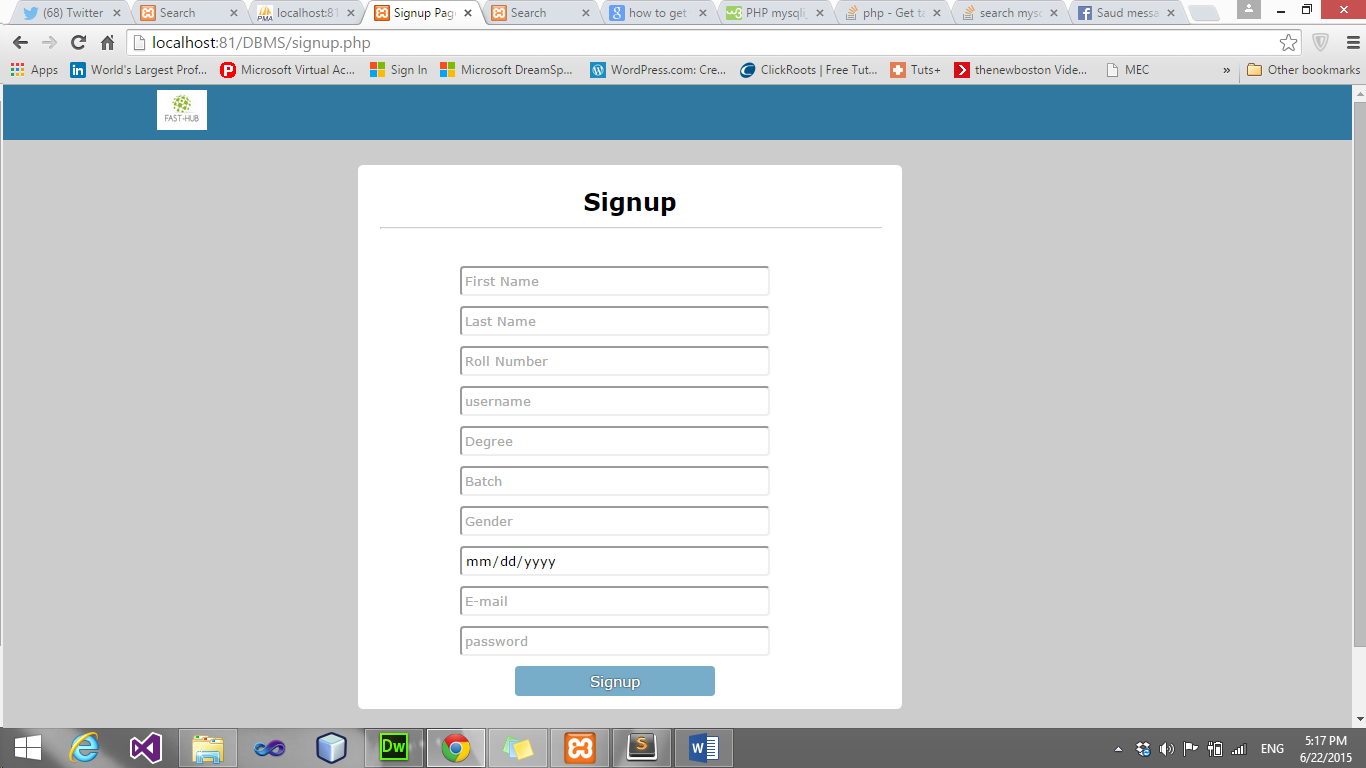 (68) Twitter
Search
localhost:81
Signup Page
Search
how to get
PHP mysqli_
php - Get ta
search mysq
Saud messa
localhost:81/DBMS/signup.php
Apps
World's Largest Prof...
Microsoft Virtual Ac...
Sign In
Microsoft DreamSp...
WordPress.com: Cre...
ClickRoots | Free Tut...
Tuts+
thenewboston Vide...
MEC
»
Other bookmarks
FAST-HUB
Signup
First Name
Last Name
Roll Number
username
Degree
Batch
Gender
mm/dd/yyyy
E-mail
password
Signup
Dw
S
W
ENG
5:17 PM
6/22/2015